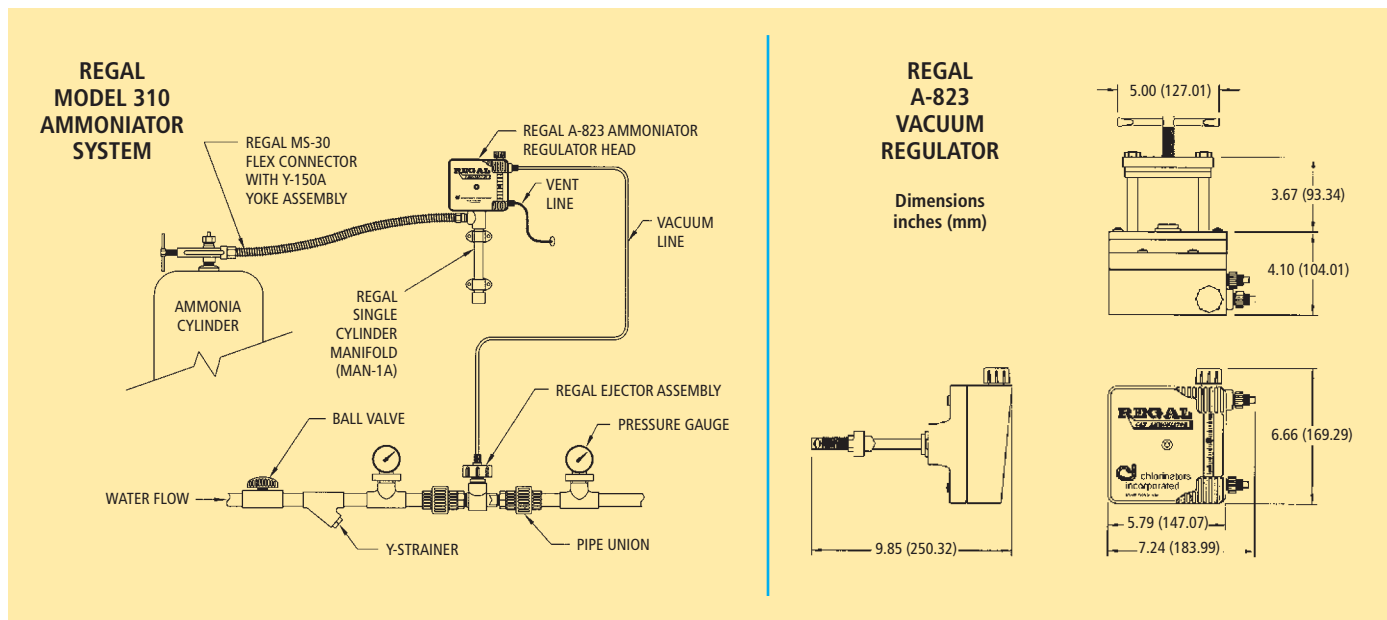 REGAL
MODEL 310
AMMONIATOR
SYSTEM
REGAL MS-30
FLEX CONNECTOR
WITH Y-150A
YOKE ASSEMBLY
REGAL A-823 AMMONIATOR
REGULATOR HEAD
REGAL
VENT
LINE
VACUUM
LINE
AMMONIA
CYLINDER
REGAL
SINGLE
CYLINDER
MANIFOLD
(MAN-1A)
REGAL EJECTOR ASSEMBLY
BALL VALVE
PRESSURE GAUGE
WATER FLOW
Y-STRAINER
PIPE UNION
REGAL
A-823
VACUUM
REGULATOR
Dimensions
inches (mm)
5.00 (127.01)
3.67 (93.34)
4.10 (104.01)
9.85 (250.32)
REGAL
GAS AMMONIATOR
chlorinators
incorporated
6.66 (169.29)
5.79 (147.07)
7.24 (183.99)